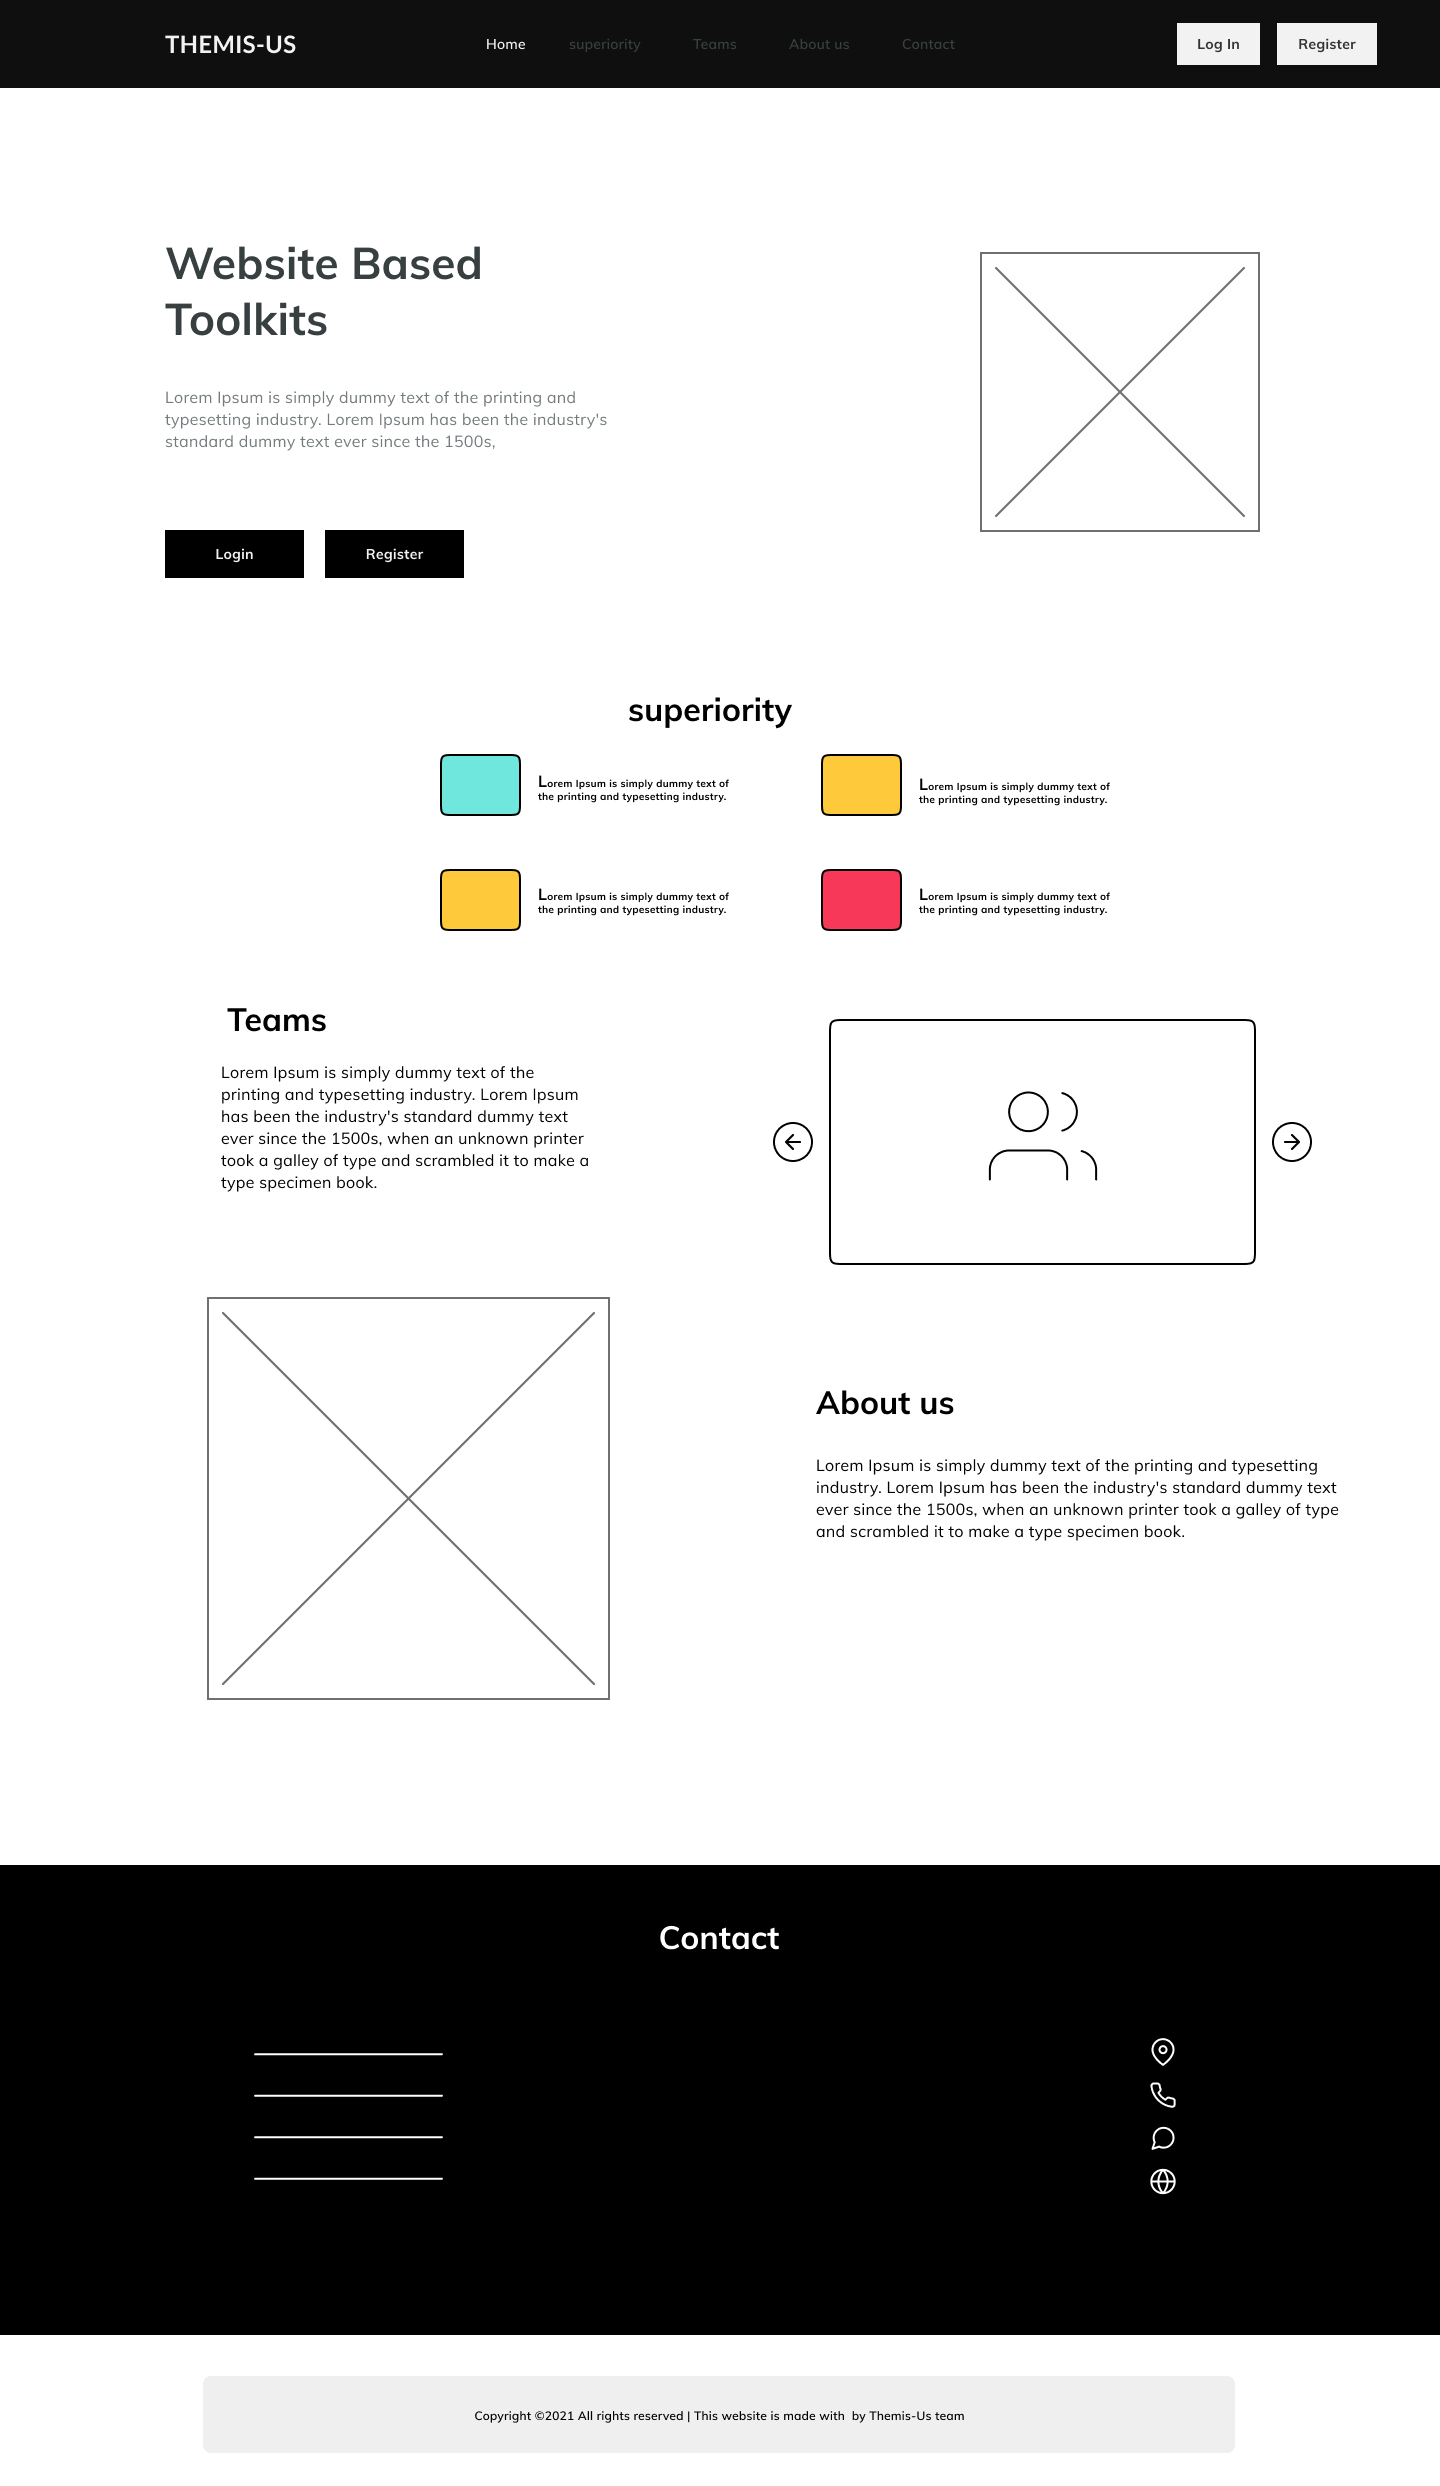 THEMIS-US
Home superiority Teams About us Contact
Log In Register
Website Based
Toolkits
Lorem Ipsum is simply dummy text of the printing and
typesetting industry. Lorem Ipsum has been the industry's
standard dummy text ever since the 1500s,
Login Register
superiority
Lorem Ipsum is simply dummy text of
the printing and typesetting industry.
Lorem Ipsum is simply dummy text of
the printing and typesetting industry.
Lorem Ipsum is simply dummy text of
the printing and typesetting industry.
Lorem Ipsum is simply dummy text of
the printing and typesetting industry.
Teams
Lorem Ipsum is simply dummy text of the
printing and typesetting industry. Lorem Ipsum
has been the industry's standard dummy text
ever since the 1500s, when an unknown printer
took a galley of type and scrambled it to make a
type specimen book.
About us
Lorem Ipsum is simply dummy text of the printing and typesetting
industry. Lorem Ipsum has been the industry's standard dummy text
ever since the 1500s, when an unknown printer took a galley of type
and scrambled it to make a type specimen book.
Contact
Copyright ©2021 All rights reserved | This website is made with by Themis-Us team